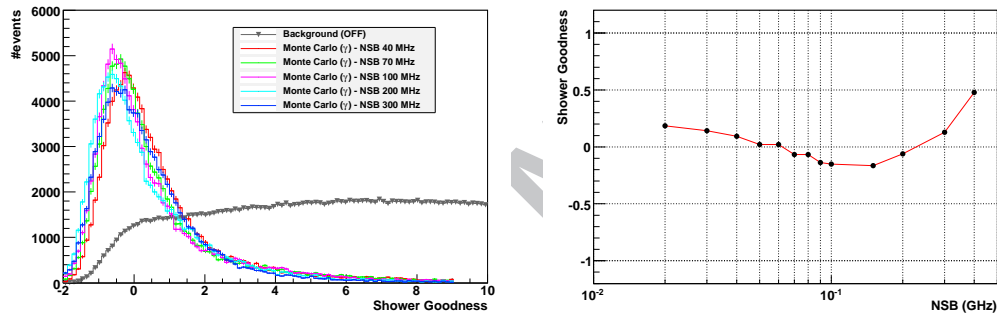 #events
6000
5000
4000
3000
2000
1000
0
Background (OFF)
Monte Carlo (γ) - NSB 40 MHz
Monte Carlo (γ) - NSB 70 MHz
Monte Carlo (γ) - NSB 100 MHz
Monte Carlo (γ) - NSB 200 MHz
Monte Carlo (γ) - NSB 300 MHz
-2 0 2 4 6 8 10
Shower Goodness
Shower Goodness
1
0.5
0
-0.5
-1
10⁻² 10⁻¹
NSB (GHz)